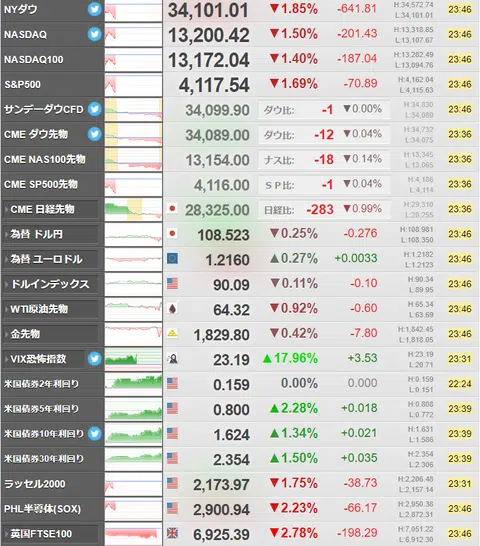 NYダウ 34,101.01 ▼1.85% -641.81 H:34,572.74 L:34,101.01 23:46
NASDAQ 13,200.42 ▼1.50% -201.43 H:13,318.85 L:13,107.67 23:46
NASDAQ100 13,172.04 ▼1.40% -187.04 H:13,282.49 L:13,094.76 23:46
S&P500 4,117.54 ▼1.69% -70.89 H:4,162.04 L:4,115.63 23:46
サンデーダウCFD 34,099.90 ダウ比: -1 ▼0.00% H:34,830 L:34,089 23:46
CME ダウ先物 34,089.00 ダウ比: -12 ▼0.04% H:34,732 L:34,075 23:36
CME NAS100先物 13,154.00 ナス比: -18 ▼0.14% H:13,345 L:13,065 23:36
CME SP500先物 4,116.00 SP比: -1 ▼0.04% H:4,186 L:4,114 23:36
CME 日経先物 28,325.00 日経比: -283 ▼0.99% H:29,310 L:28,255 23:36
為替 ドル円 108.523 ▼0.25% -0.276 H:108.981 L:108.350 23:46
為替 ユーロドル 1.2160 ▲0.27% +0.0033 H:1.2182 L:1.2123 23:46
ドルインデックス 90.09 ▼0.11% -0.10 H:90.34 L:89.95 23:46
WTI原油先物 64.32 ▼0.92% -0.60 H:65.34 L:63.69 23:46
金先物 1,829.80 ▼0.42% -7.80 H:1,842.45 L:1,818.05 23:46
VIX恐怖指数 23.19 ▲17.96% +3.53 H:23.19 L:20.71 23:31
米国債券2年利回り 0.159 0.00% 0.000 H:0.159 L:0.151 22:24
米国債券5年利回り 0.800 ▲2.28% +0.018 H:0.808 L:0.772 23:39
米国債券10年利回り 1.624 ▲1.34% +0.021 H:1.631 L:1.586 23:39
米国債券30年利回り 2.354 ▲1.50% +0.035 H:2.354 L:2.306 23:39
ラッセル2000 2,173.97 ▼1.75% -38.73 H:2,206.48 L:2,157.14 23:31
PHL半導体(SOX) 2,900.94 ▼2.23% -66.17 H:2,950.38 L:2,872.31 23:46
英国FTSE100 6,925.39 ▼2.78% -198.29 H:7,051.22 L:6,912.30 23:46